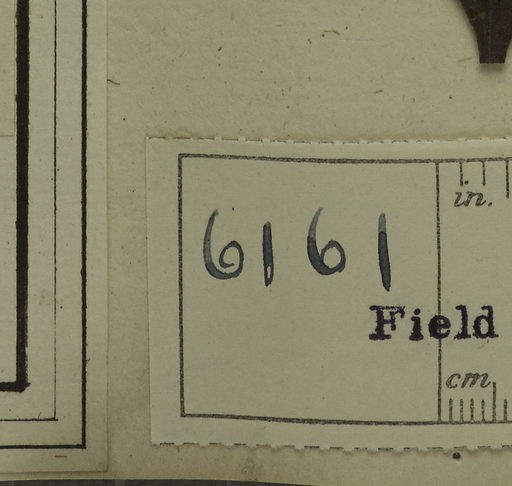 in.
6161
Field
cm.